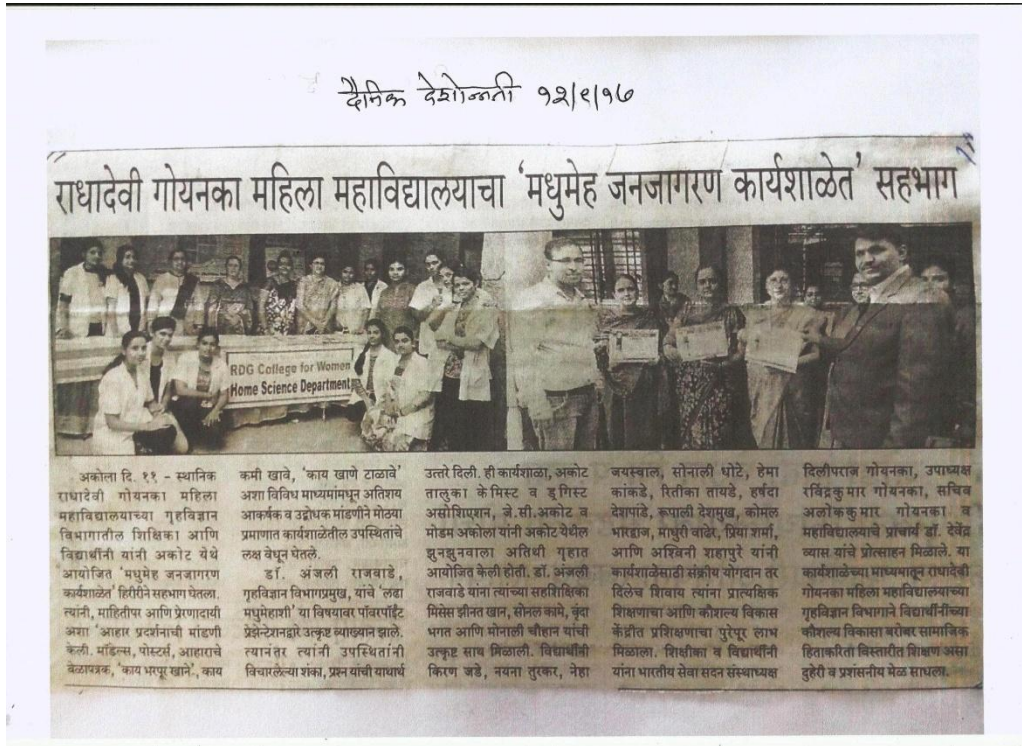 दैनिक देशोन्नती १२/९/१७
राधादेवी गोयनका महिला महाविद्यालयाचा 'मधुमेह जनजागरण कार्यशाळेत' सहभाग
RDG College for Women
Home Science Department
अकोला दि. ११ - स्थानिक
राधादेवी गोयनका महिला
महाविद्यालयाच्या गृहविज्ञान
विभागातील शिक्षिका आणि
विद्यार्थीनी यांनी अकोट येथे
आयोजित 'मधुमेह जनजागरण
कार्यशाळेत' हिरीरीने सहभाग घेतला.
त्यांनी, माहितीपर आणि प्रेरणादायी
अशा 'आहार प्रदर्शनाची मांडणी
केली. मॉडेल्स, पोस्टर्स, आहाराचे
वेळापत्रक, 'काय भरपूर खाने', काय
कमी खावे, 'काय खाणे टाळावे'
अशा विविध माध्यमांमधून अतिशय
आकर्षक व उद्बोधक मांडणीने मोठया
प्रमाणात कार्यशाळेतील उपस्थितांचे
लक्ष वेधून घेतले.
डॉ. अंजली राजवाडे,
गृहविज्ञान विभागप्रमुख, यांचे 'लढा
मधुमेहाशी' या विषयावर पॉवरपॉईंट
प्रेझेन्टेशनद्वारे उत्कृष्ट व्याख्यान झाले.
त्यानंतर त्यांनी उपस्थितांनी
विचारलेल्या शंका, प्रश्न यांची यथार्थ
उत्तरे दिली. ही कार्यशाळा, अकोट
तालुका केमिस्ट व ड्रगिस्ट
असोशिएशन, जे.सी.अकोट व
मोडम अकोला यांनी अकोट येथील
झुनझुनवाला अतिथी गृहात
आयोजित केली होती. डॉ. अंजली
राजवाडे यांना त्याच्या सहशिक्षिका
मिसेस झीनत खान, सोनल कामे, वृंदा
भगत आणि मोनाली चौहान यांची
उत्कृष्ट साथ मिळाली. विद्यार्थीनी
किरण जडे, नयना तुरकर, नेहा
जयस्वाल, सोनाली धोटे, हेमा
कांकडे, रितीका तायडे, हर्षदा
देशपांडे, रूपाली देशमुख, कोमल
भारद्वाज, माधुरी वाढेर, प्रिया शर्मा,
आणि अश्विनी शहापुरे यांनी
कार्यशाळेसाठी संक्रीय योगदान तर
दिलेच शिवाय त्यांना प्रात्यक्षिक
शिक्षणाचा आणि कौशल्य विकास
केंद्रीत प्रशिक्षणाचा पुरेपूर लाभ
मिळाला. शिक्षीका व विद्यार्थीनी
यांना भारतीय सेवा सदन संस्थाध्यक्ष
दिलीपराज गोयनका, उपाध्यक्ष
रविंद्रकुमार गोयनका, सचिव
अलोककुमार गोयनका व
महाविद्यालयाचे प्राचार्य डॉ. देवेंद्र
व्यास यांचे प्रोत्साहन मिळाले. या
कार्यशाळेच्या माध्यमातून राधादेवी
गोयनका महिला महाविद्यालयाच्या
गृहविज्ञान विभागाने विद्यार्थीनींच्या
कौशल्य विकासा बरोबर सामाजिक
हिताकरिता विस्तारीत शिक्षण असा
दुहेरी व प्रशंसनीय मेळ साधला.